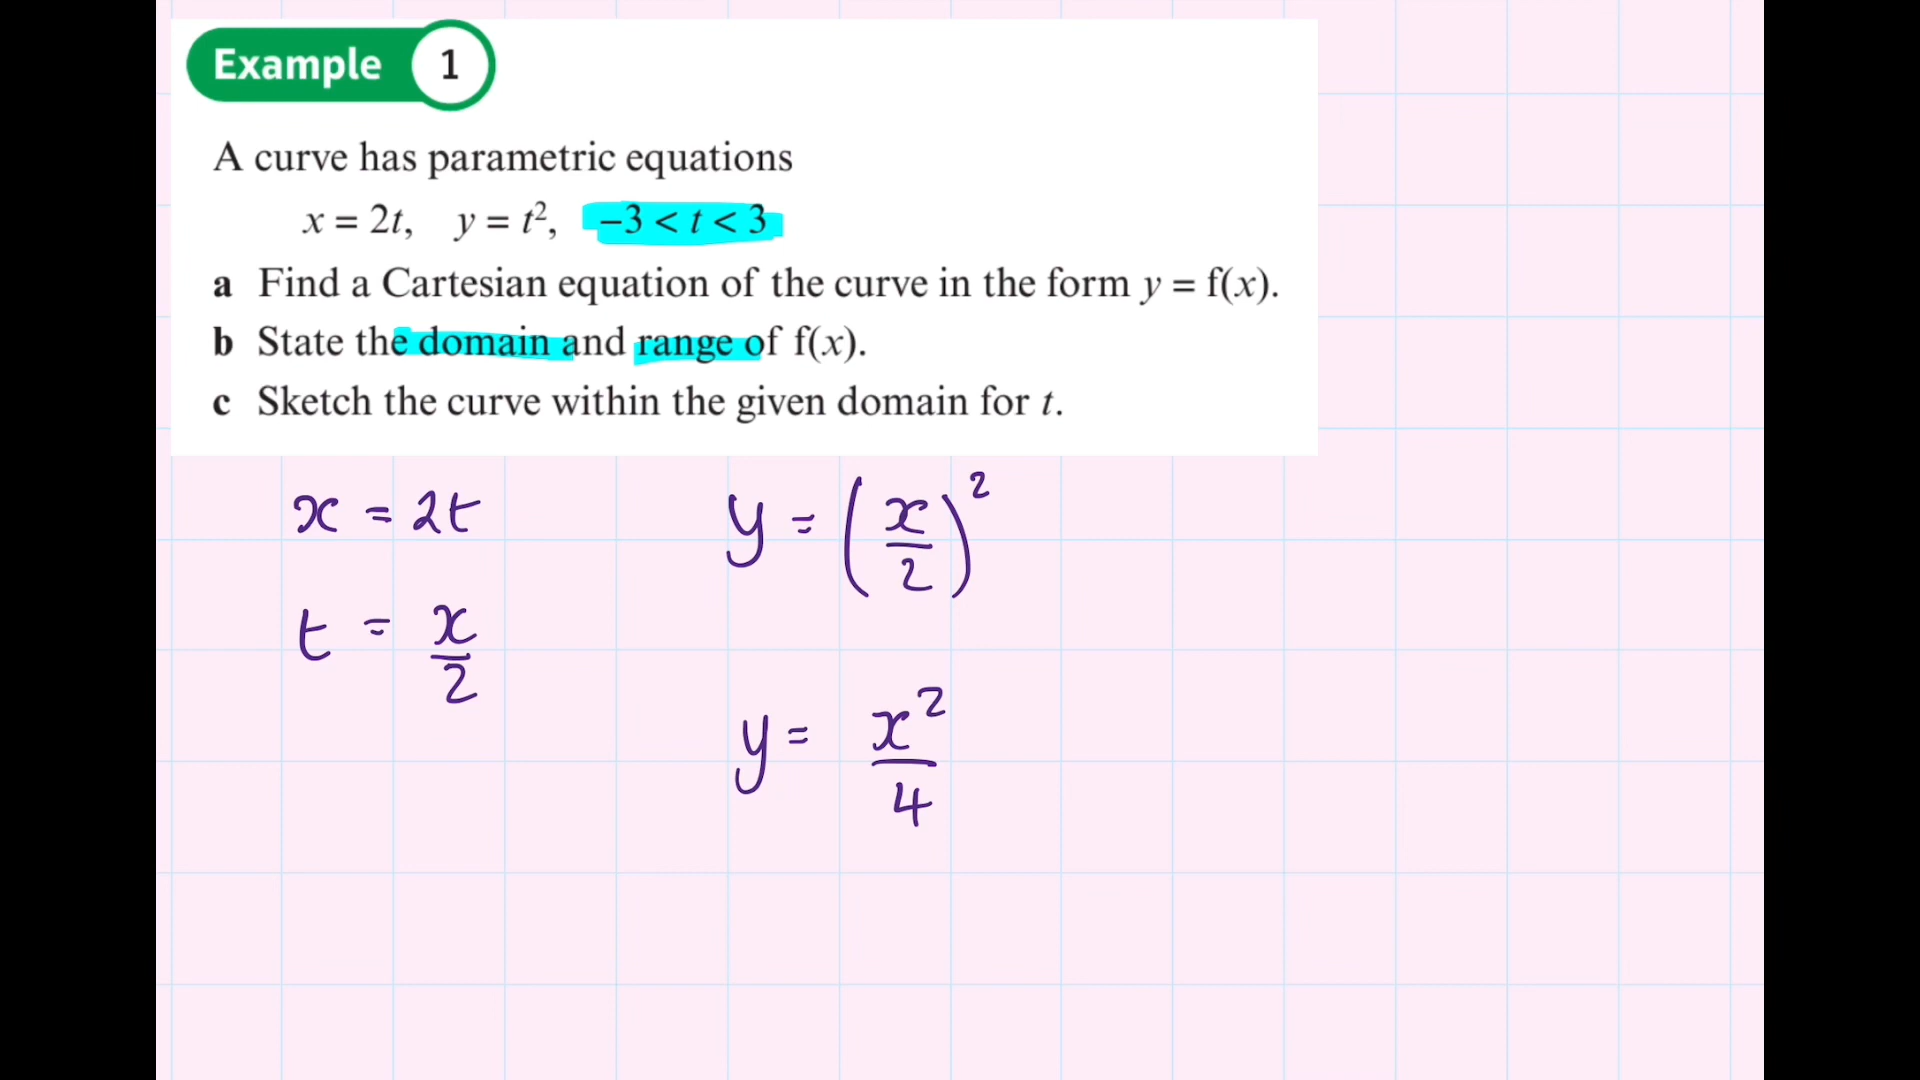 Example 1
A curve has parametric equations
x = 2t, y = t², −3 < t < 3
a Find a Cartesian equation of the curve in the form y = f(x).
b State the domain and range of f(x).
c Sketch the curve within the given domain for t.
x = 2t
t = x/2
y = (x/2)²
y = x²/4